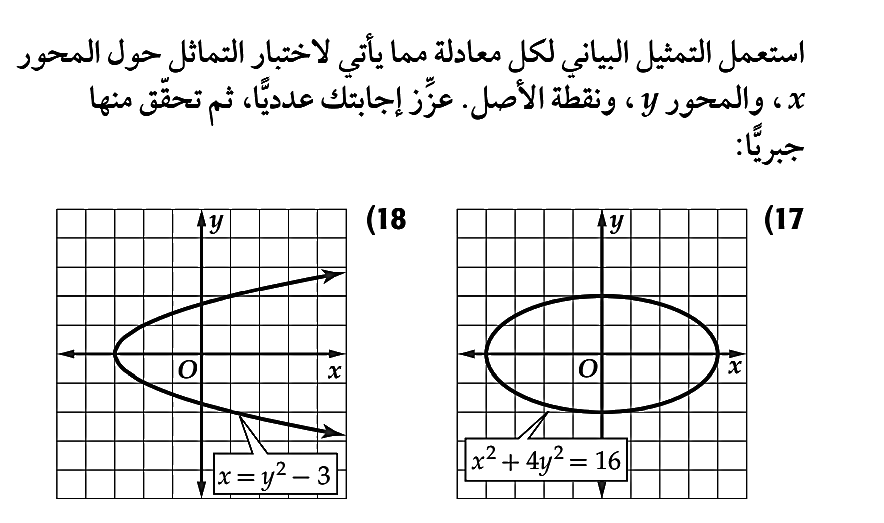 استعمل التمثيل البياني لكل معادلة مما يأتي لاختبار التماثل حول المحور
x ، والمحور y ، ونقطة الأصل. عزِّز إجابتك عدديًّا، ثم تحقّق منها
جبريًّا:
(17
y
O
x
x² + 4y² = 16
(18
y
O
x
x = y² − 3